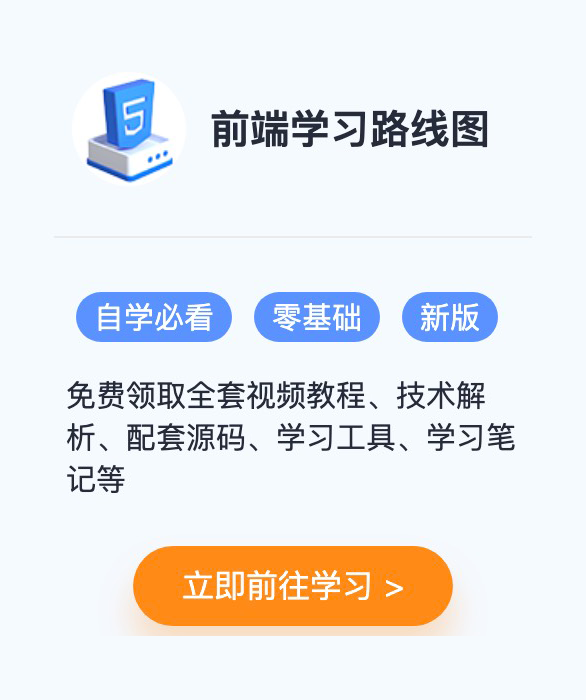 前端学习路线图
自学必看 零基础 新版
免费领取全套视频教程、技术解
析、配套源码、学习工具、学习笔
记等
立即前往学习 >